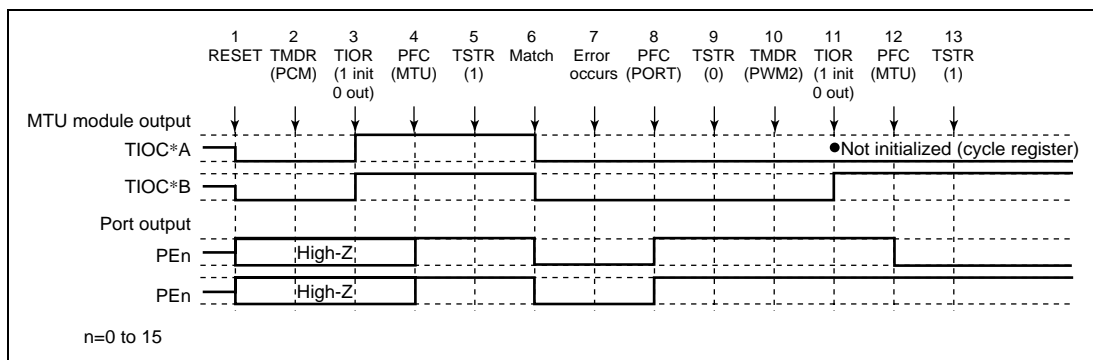 1 2 3 4 5 6 7 8 9 10 11 12 13
RESET TMDR TIOR PFC TSTR Match Error PFC TSTR TMDR TIOR PFC TSTR
(PCM) (1 init (MTU) (1) occurs (PORT) (0) (PWM2) (1 init (MTU) (1)
0 out) 0 out)
MTU module output
TIOC*A
●Not initialized (cycle register)
TIOC*B
Port output
PEn
High-Z
PEn
High-Z
n=0 to 15